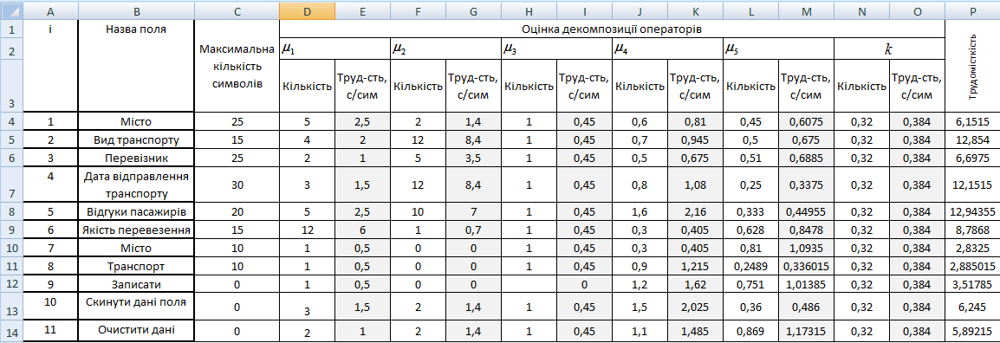 A B C D E F G H I J K L M N O P
1 i Назва поля Максимальна кількість символів Оцінка декомпозиції операторів Трудомісткість
2 μ1 μ2 μ3 μ4 μ5 k
3 Кількість Труд-сть, с/сим Кількість Труд-сть, с/сим Кількість Труд-сть, с/сим Кількість Труд-сть, с/сим Кількість Труд-сть, с/сим Кількість Труд-сть, с/сим
4 1 Місто 25 5 2,5 2 1,4 1 0,45 0,6 0,81 0,45 0,6075 0,32 0,384 6,1515
5 2 Вид транспорту 15 4 2 12 8,4 1 0,45 0,7 0,945 0,5 0,675 0,32 0,384 12,854
6 3 Перевізник 25 2 1 5 3,5 1 0,45 0,5 0,675 0,51 0,6885 0,32 0,384 6,6975
7 4 Дата відправлення транспорту 30 3 1,5 12 8,4 1 0,45 0,8 1,08 0,25 0,3375 0,32 0,384 12,1515
8 5 Відгуки пасажирів 20 5 2,5 10 7 1 0,45 1,6 2,16 0,333 0,44955 0,32 0,384 12,94355
9 6 Якість перевезення 15 12 6 1 0,7 1 0,45 0,3 0,405 0,628 0,8478 0,32 0,384 8,7868
10 7 Місто 10 1 0,5 0 0 1 0,45 0,3 0,405 0,81 1,0935 0,32 0,384 2,8325
11 8 Транспорт 10 1 0,5 0 0 1 0,45 0,9 1,215 0,2489 0,336015 0,32 0,384 2,885015
12 9 Записати 0 1 0,5 0 0 0 1,2 1,62 0,751 1,01385 0,32 0,384 3,51785
13 10 Скинути дані поля 0 3 1,5 2 1,4 1 0,45 1,5 2,025 0,36 0,486 0,32 0,384 6,245
14 11 Очистити дані 0 2 1 2 1,4 1 0,45 1,1 1,485 0,869 1,17315 0,32 0,384 5,89215